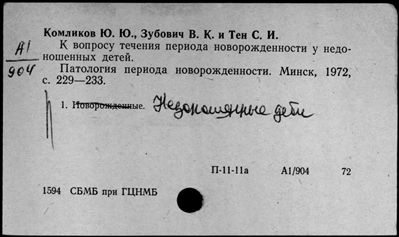 Комликов Ю. Ю., Зубович В. К. и Тен С. И.
А1/904
К вопросу течения периода новорожденности у недо-
ношенных детей.
Патология периода новорожденности. Минск, 1972,
с. 229—233.
1. Новорожденные. Недоношенные дети
П-11-11а А1/904 72
1594 СБМБ при ГЦНМБ